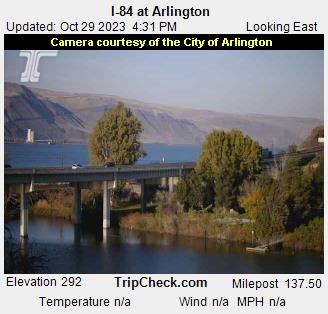 I-84 at Arlington
Updated: Oct 29 2023 4:31 PM Looking East
Camera courtesy of the City of Arlington
Elevation 292 TripCheck.com Milepost 137.50
Temperature n/a Wind n/a MPH n/a